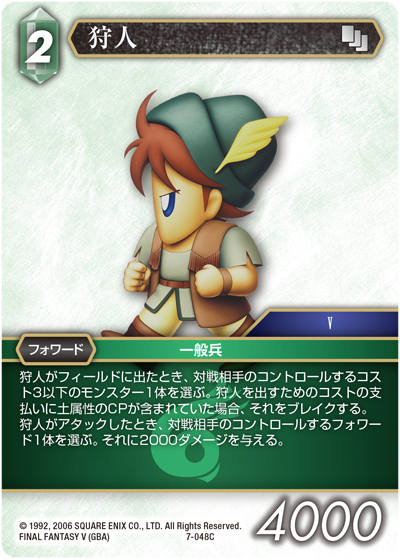 2
狩人
V
フォワード
一般兵
狩人がフィールドに出たとき、対戦相手のコントロールするコス
ト3以下のモンスター1体を選ぶ。狩人を出すためのコストの支
払いに土属性のCPが含まれていた場合、それをブレイクする。
狩人がアタックしたとき、対戦相手のコントロールするフォワー
ド1体を選ぶ。それに2000ダメージを与える。
© 1992, 2006 SQUARE ENIX CO., LTD. All Rights Reserved.
FINAL FANTASY V (GBA)
7-048C
4000